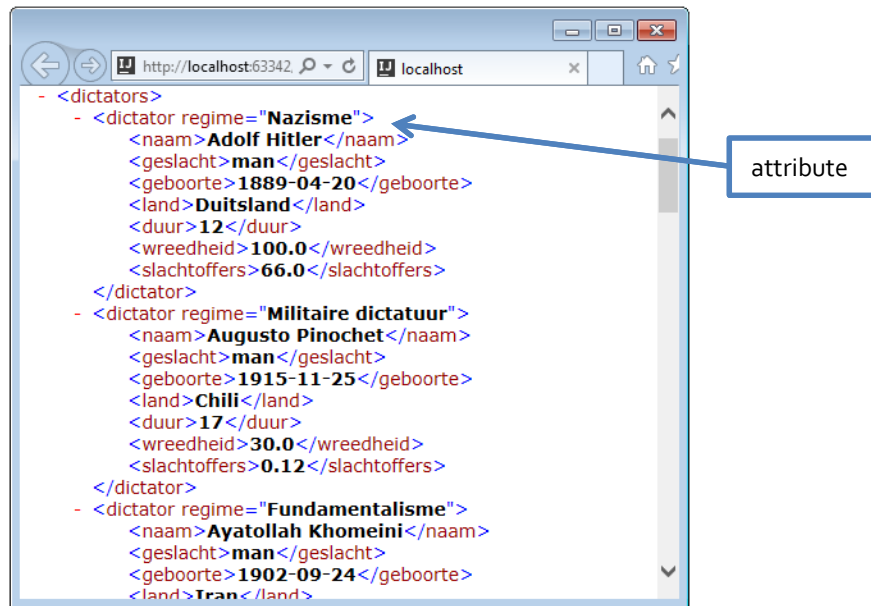 http://localhost:63342,
localhost
- <dictators>
- <dictator regime="Nazisme">
<naam>Adolf Hitler</naam>
<geslacht>man</geslacht>
<geboorte>1889-04-20</geboorte>
<land>Duitsland</land>
<duur>12</duur>
<wreedheid>100.0</wreedheid>
<slachtoffers>66.0</slachtoffers>
</dictator>
- <dictator regime="Militaire dictatuur">
<naam>Augusto Pinochet</naam>
<geslacht>man</geslacht>
<geboorte>1915-11-25</geboorte>
<land>Chili</land>
<duur>17</duur>
<wreedheid>30.0</wreedheid>
<slachtoffers>0.12</slachtoffers>
</dictator>
- <dictator regime="Fundamentalisme">
<naam>Ayatollah Khomeini</naam>
<geslacht>man</geslacht>
<geboorte>1902-09-24</geboorte>
<land>Iran</land>
attribute